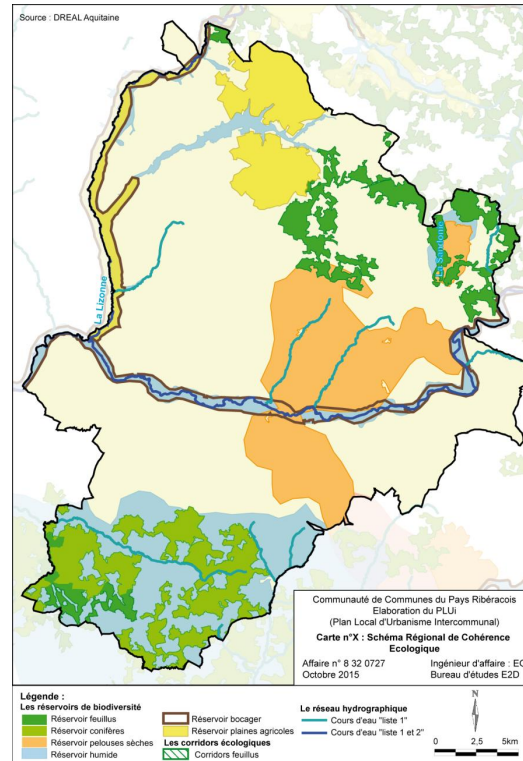 Source : DREAL Aquitaine
La Lizonne
La Sandonie
Communauté de Communes du Pays Ribéracois
Elaboration du PLUi
(Plan Local d'Urbanisme Intercommunal)
Carte n°X : Schéma Régional de Cohérence
Ecologique
Affaire n° 8 32 0727
Ingénieur d'affaire : EC
Octobre 2015
Bureau d'études E2D
Légende :
Les réservoirs de biodiversité
Réservoir feuillus
Réservoir conifères
Réservoir pelouses sèches
Réservoir humide
Réservoir bocager
Réservoir plaines agricoles
Les corridors écologiques
Corridors feuillus
Le réseau hydrographique
Cours d'eau "liste 1"
Cours d'eau "liste 1 et 2"
N
0 2,5 5km